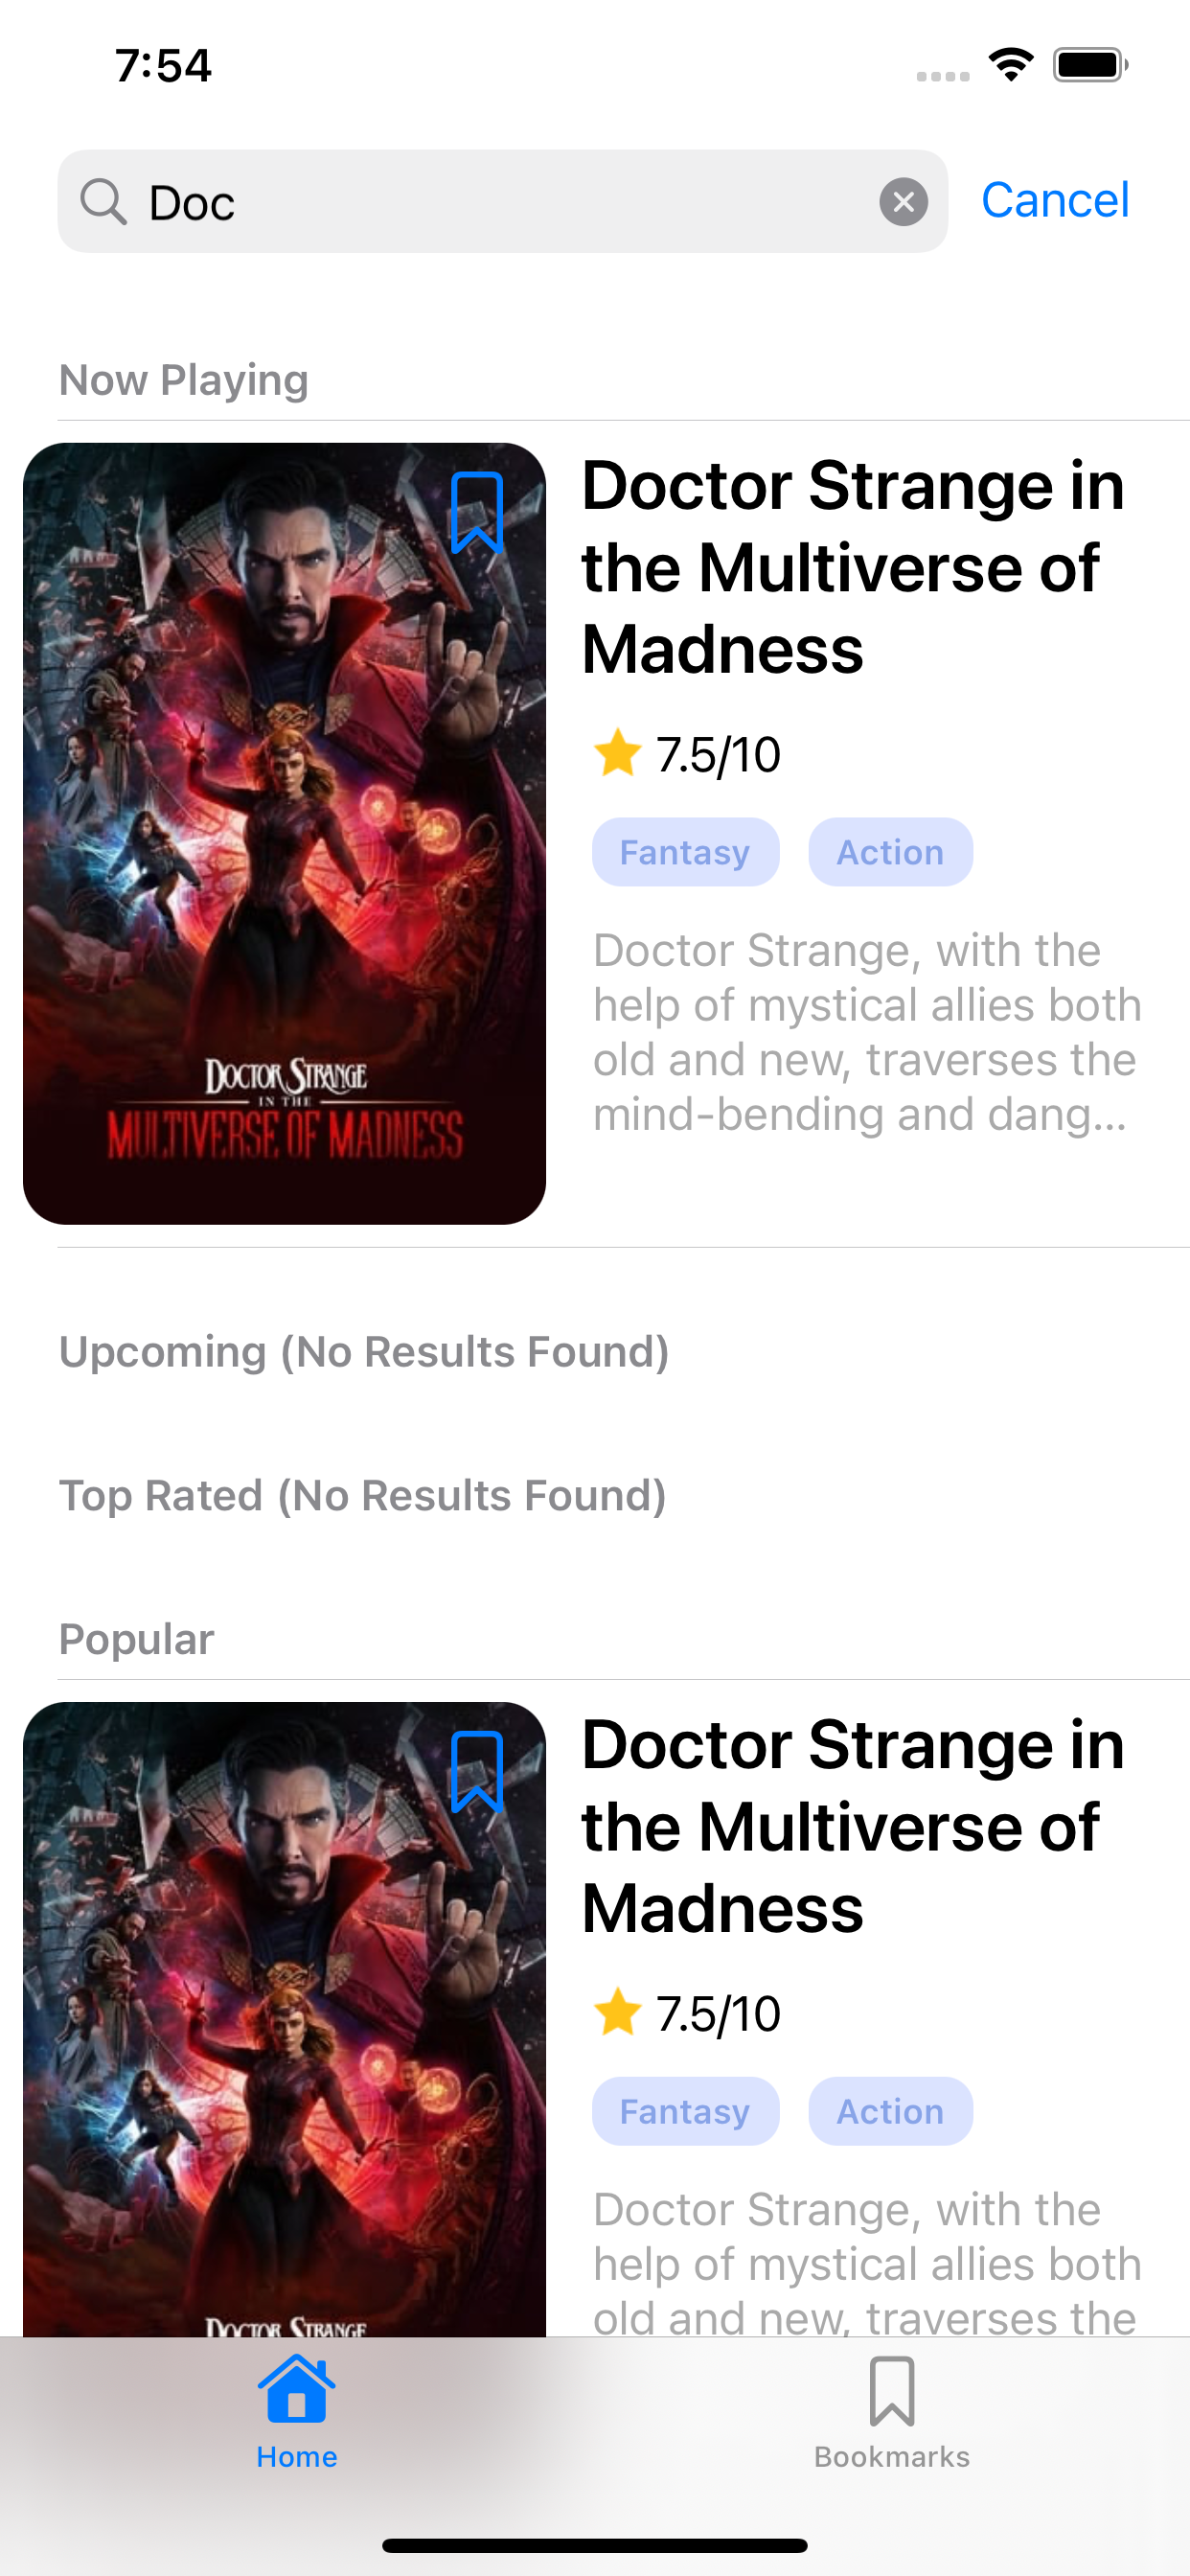 7:54
Doc
Cancel
Now Playing
Doctor Strange in
the Multiverse of
Madness
7.5/10
Fantasy
Action
Doctor Strange, with the
help of mystical allies both
old and new, traverses the
mind-bending and dang...
DOCTOR STRANGE
IN THE
MULTIVERSE OF MADNESS
Upcoming (No Results Found)
Top Rated (No Results Found)
Popular
Doctor Strange in
the Multiverse of
Madness
7.5/10
Fantasy
Action
Doctor Strange, with the
help of mystical allies both
old and new, traverses the
DOCTOR STRANGE
Home
Bookmarks